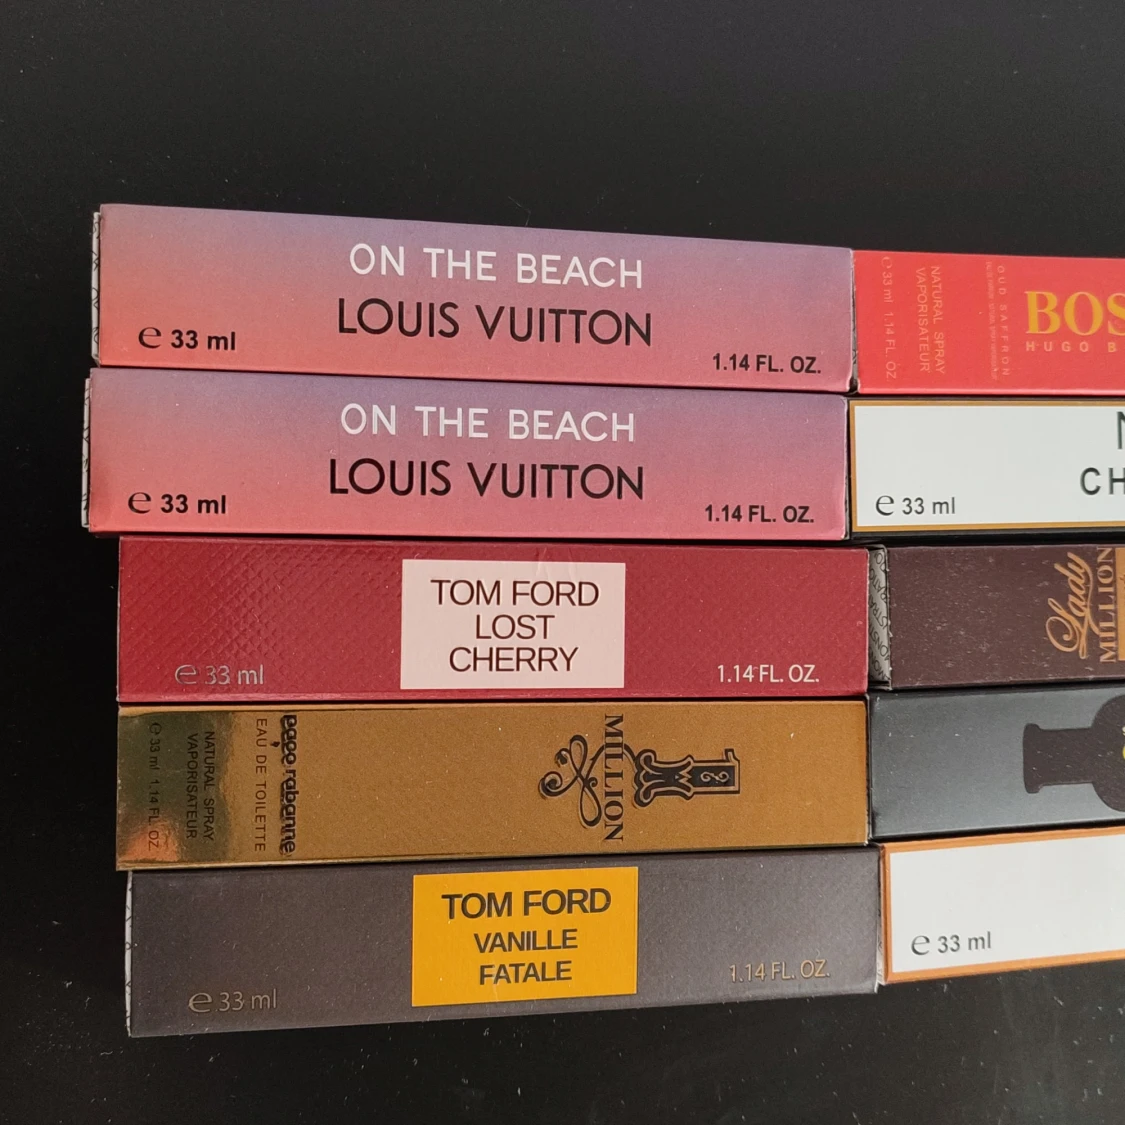 ON THE BEACH
LOUIS VUITTON
℮ 33 ml
1.14 FL. OZ.
ON THE BEACH
LOUIS VUITTON
℮ 33 ml
1.14 FL. OZ.
TOM FORD
LOST
CHERRY
℮ 33 ml
1.14 FL. OZ.
℮ 33 ml 1.14 FL. OZ.
NATURAL SPRAY
VAPORISATEUR
EAU DE TOILETTE
paco rabanne
1
MILLION
TOM FORD
VANILLE
FATALE
℮ 33 ml
1.14 FL. OZ.
℮ 33 ml 1.14 FL. OZ.
NATURAL SPRAY
VAPORISATEUR
OUD SAFFRON
BOS
HUGO B
N
CH
℮ 33 ml
Lady
MILLION
℮ 33 ml